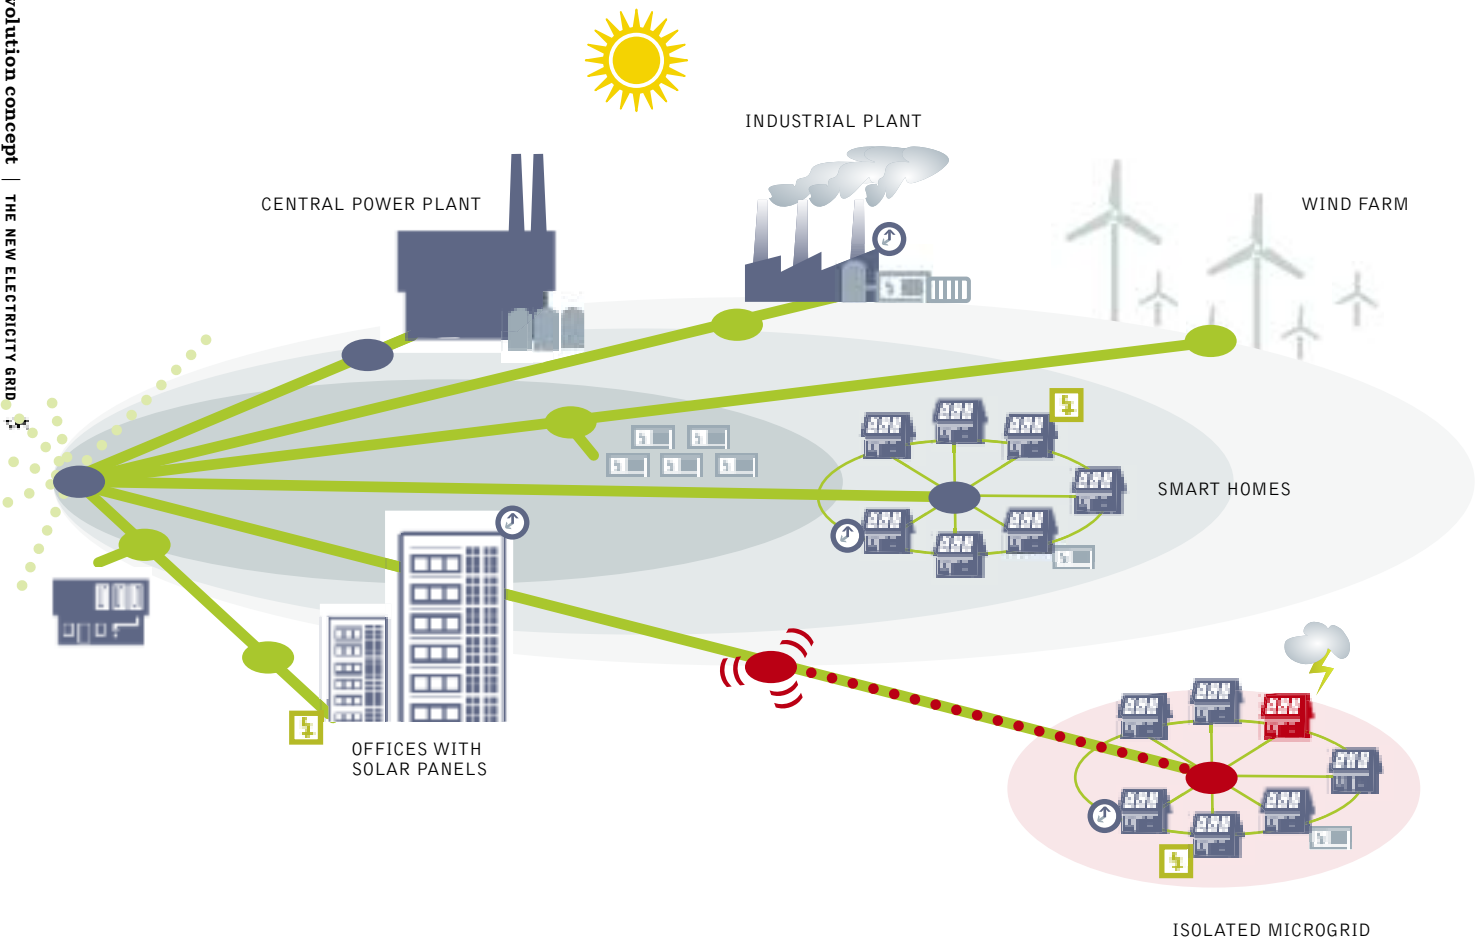 volution concept | THE NEW ELECTRICITY GRID
INDUSTRIAL PLANT
CENTRAL POWER PLANT
WIND FARM
SMART HOMES
OFFICES WITH
SOLAR PANELS
ISOLATED MICROGRID